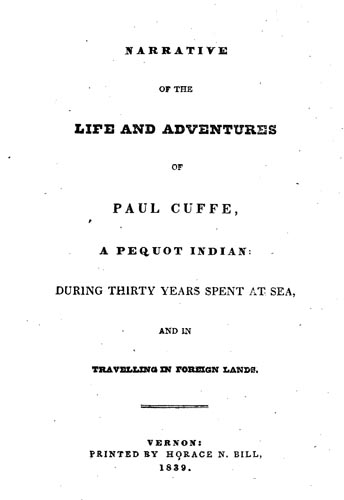 NARRATIVE
OF THE
LIFE AND ADVENTURES
OF
PAUL CUFFE,
A PEQUOT INDIAN:
DURING THIRTY YEARS SPENT AT SEA,
AND IN
TRAVELLING IN FOREIGN LANDS.
VERNON:
PRINTED BY HORACE N. BILL,
1839.